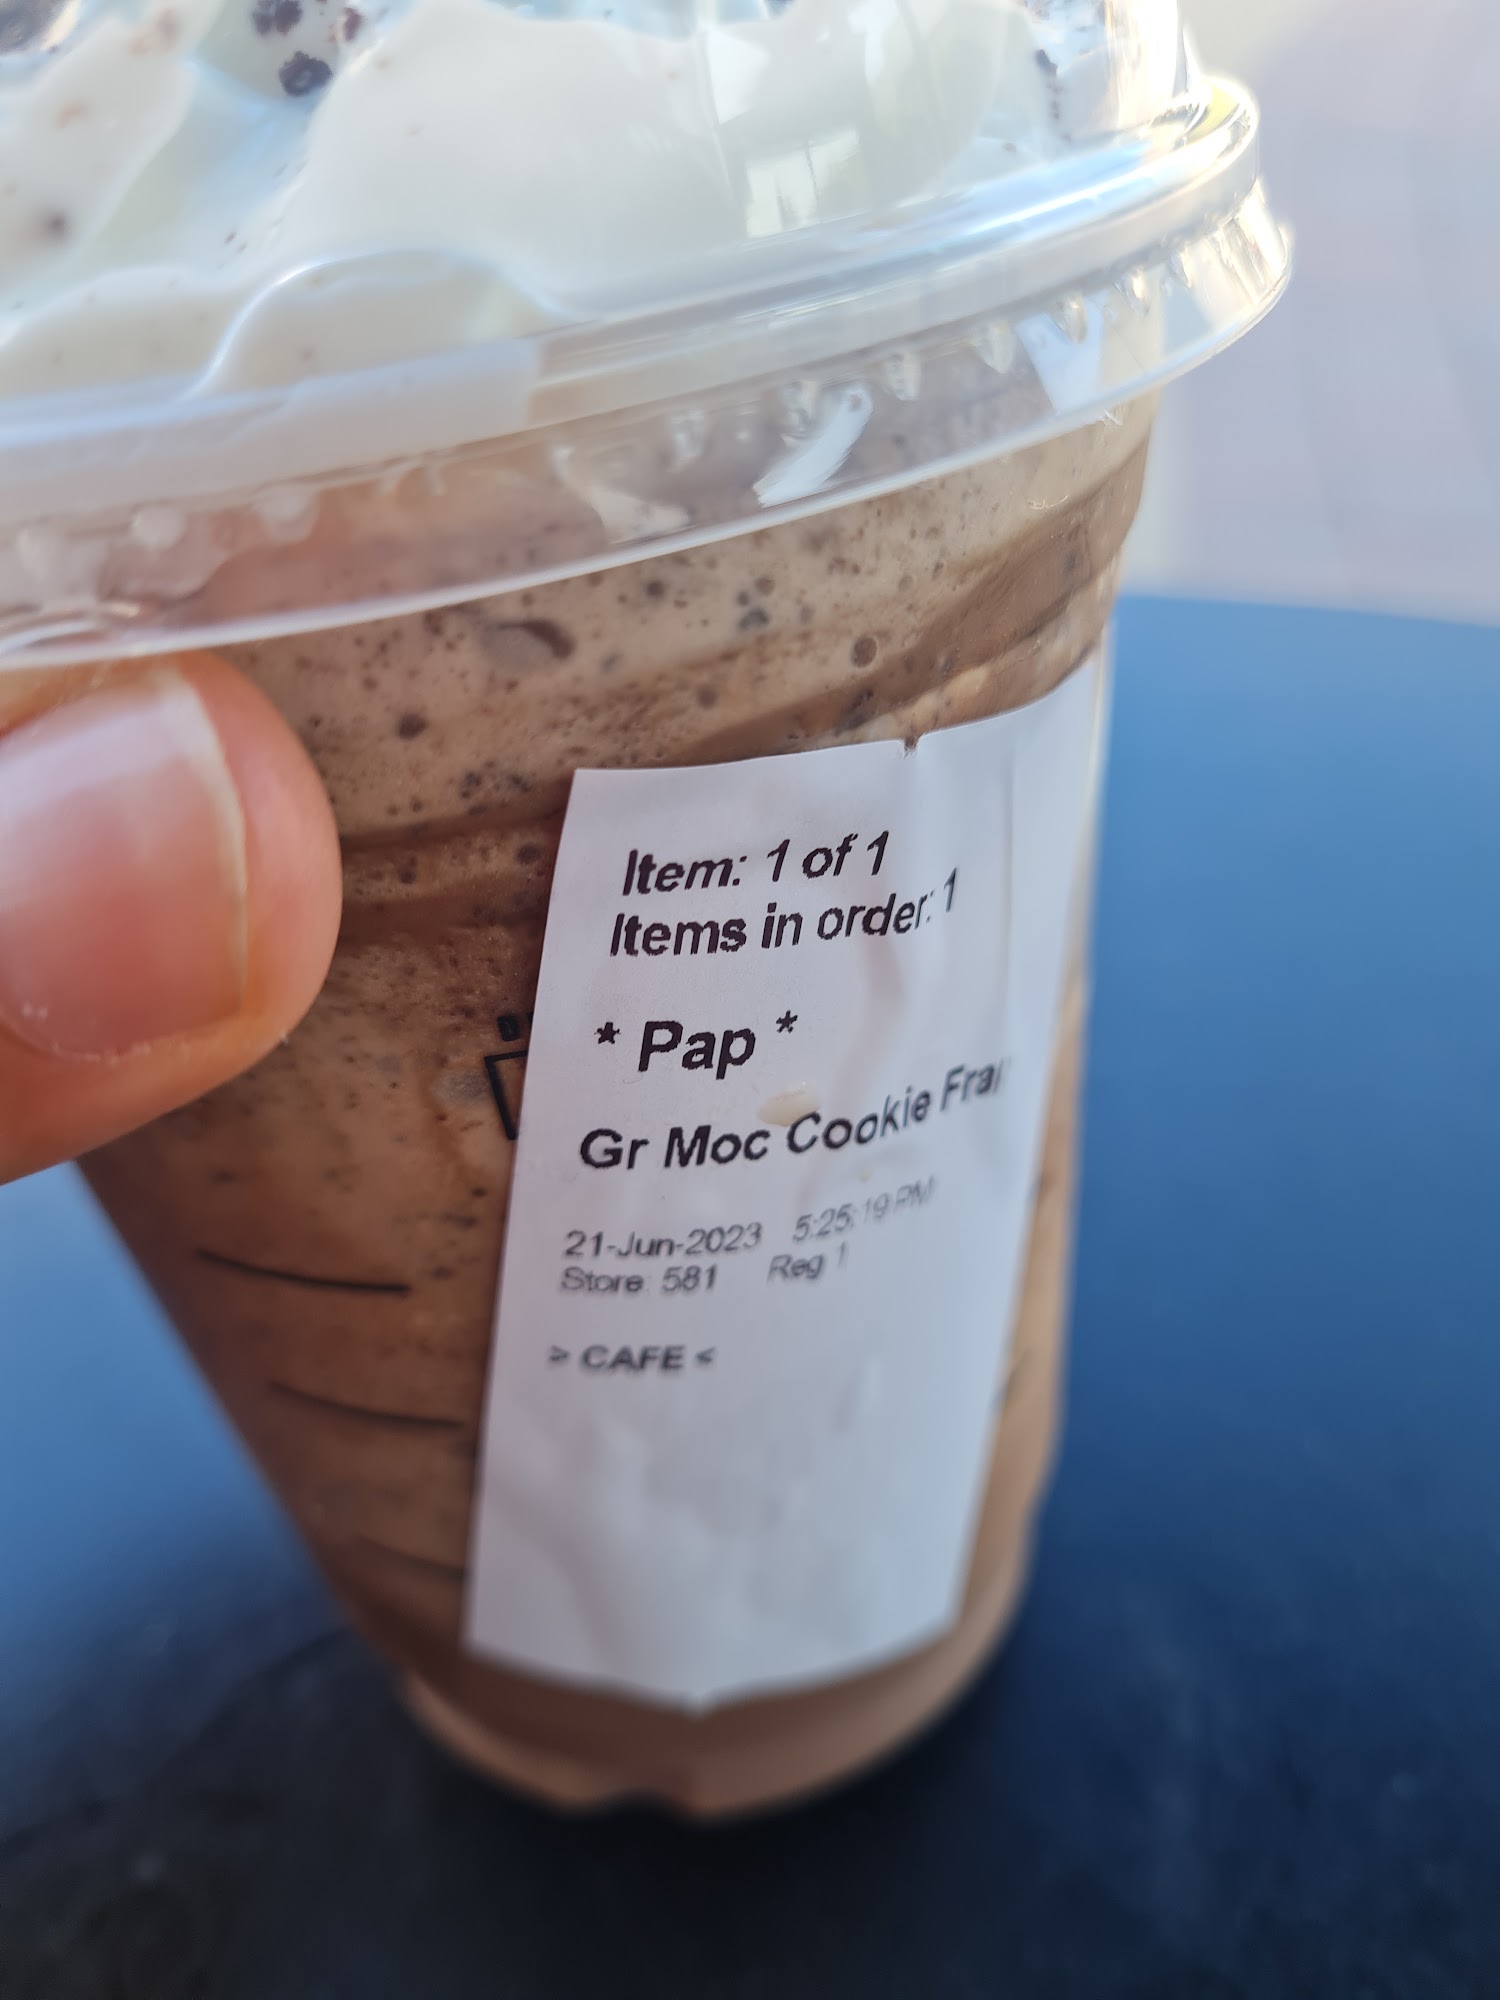 Item: 1 of 1
Items in order: 1
* Pap *
Gr Moc Cookie Fra
21-Jun-2023 5:25:19 PM
Store: 581 Reg 1
> CAFE <